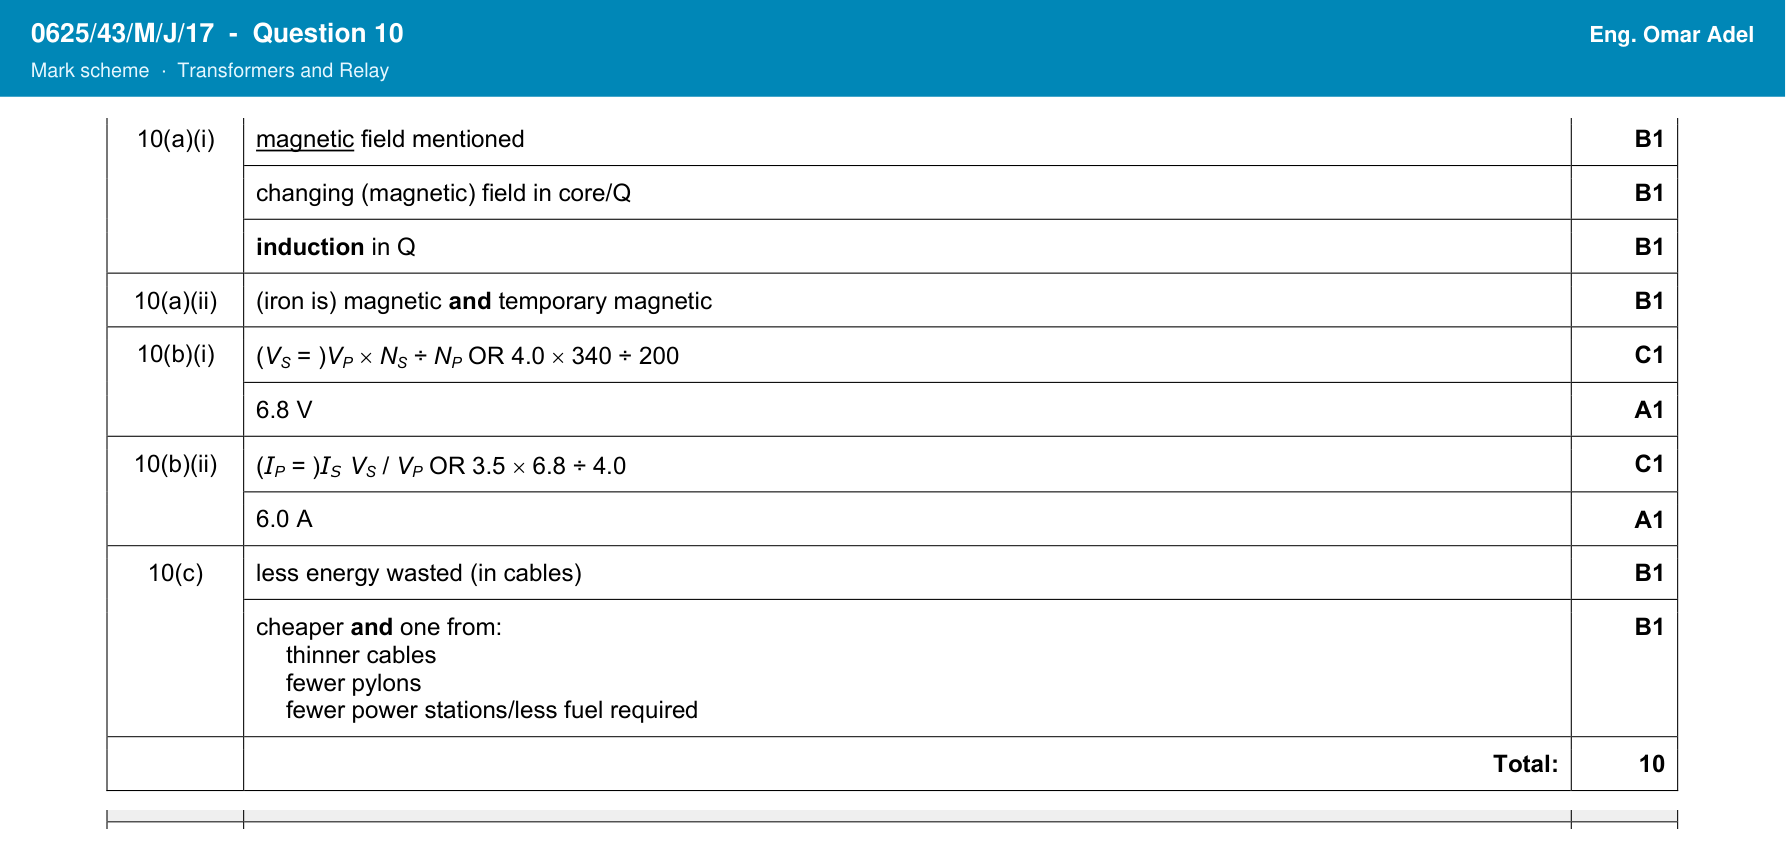 0625/43/M/J/17 - Question 10
Eng. Omar Adel
Mark scheme · Transformers and Relay
10(a)(i) magnetic field mentioned B1
changing (magnetic) field in core/Q B1
induction in Q B1
10(a)(ii) (iron is) magnetic and temporary magnetic B1
10(b)(i) (VS = )VP × NS ÷ NP OR 4.0 × 340 ÷ 200 C1
6.8 V A1
10(b)(ii) (IP = )IS VS / VP OR 3.5 × 6.8 ÷ 4.0 C1
6.0 A A1
10(c) less energy wasted (in cables) B1
cheaper and one from: B1
thinner cables
fewer pylons
fewer power stations/less fuel required
Total: 10